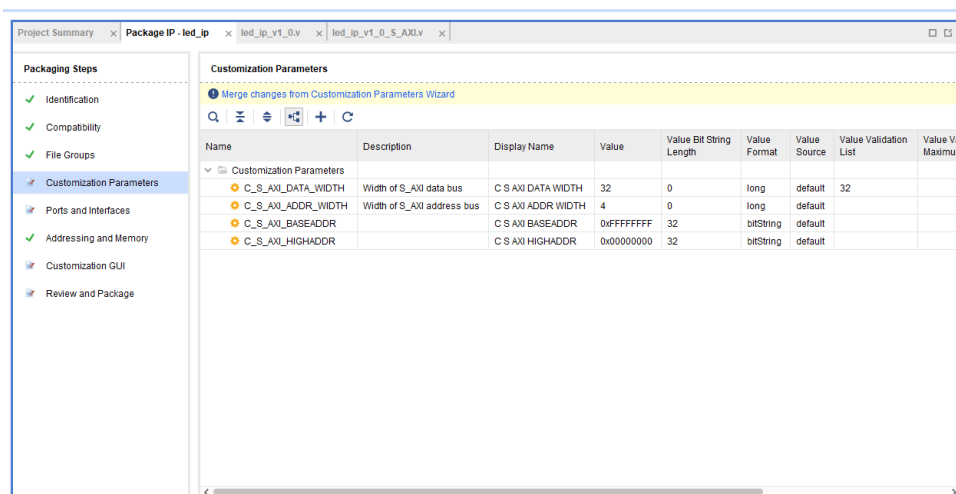 Project Summary × Package IP - led_ip × led_ip_v1_0.v × led_ip_v1_0_S_AXI.v ×
Packaging Steps
Identification
Compatibility
File Groups
Customization Parameters
Ports and Interfaces
Addressing and Memory
Customization GUI
Review and Package
Customization Parameters
Merge changes from Customization Parameters Wizard
Name Description Display Name Value Value Bit String Length Value Format Value Source Value Validation List Value Va Maximu
Customization Parameters
C_S_AXI_DATA_WIDTH Width of S_AXI data bus C S AXI DATA WIDTH 32 0 long default 32
C_S_AXI_ADDR_WIDTH Width of S_AXI address bus C S AXI ADDR WIDTH 4 0 long default
C_S_AXI_BASEADDR C S AXI BASEADDR 0xFFFFFFFF 32 bitString default
C_S_AXI_HIGHADDR C S AXI HIGHADDR 0x00000000 32 bitString default